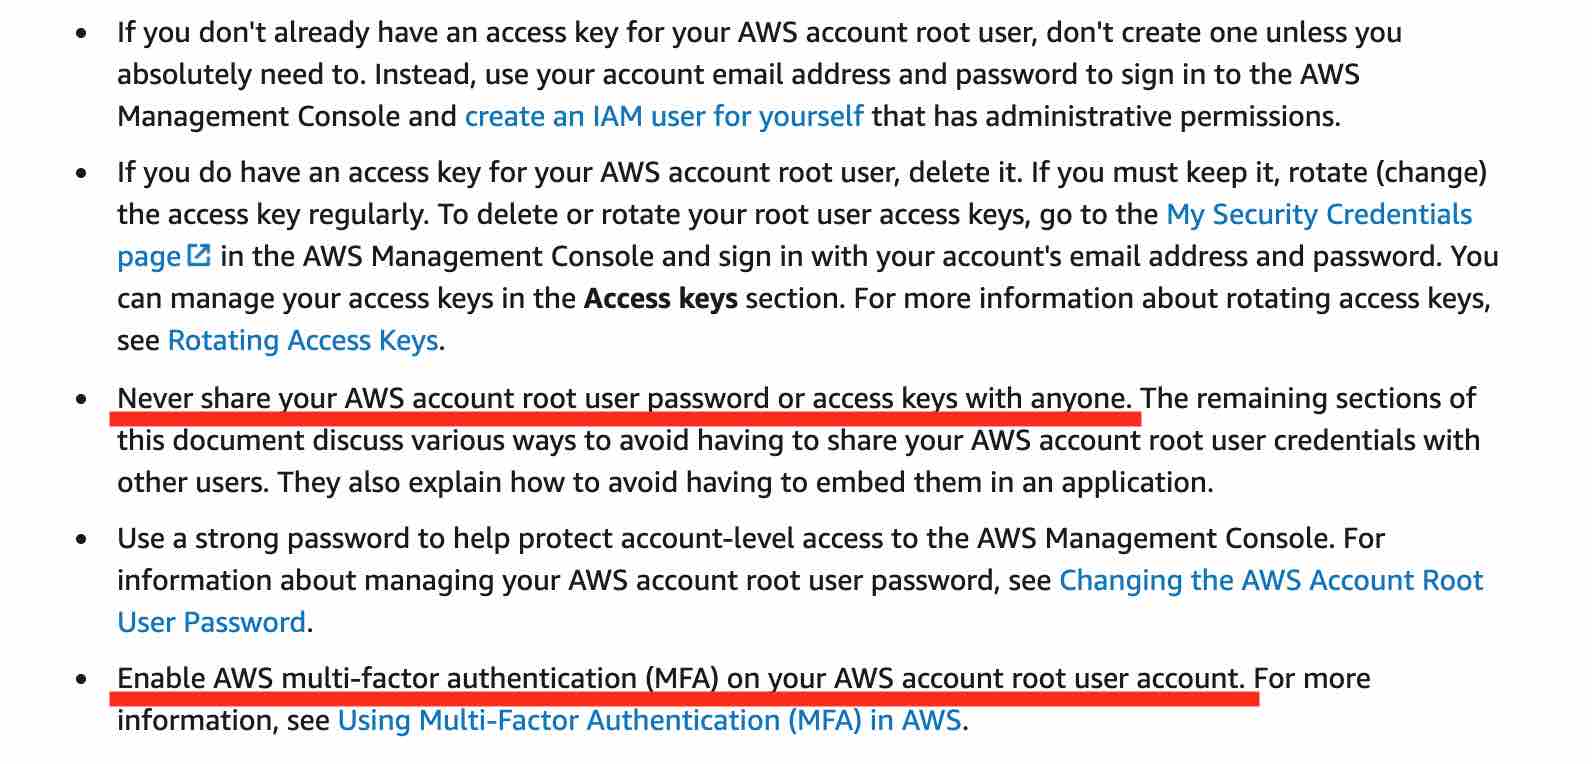 • If you don't already have an access key for your AWS account root user, don't create one unless you
absolutely need to. Instead, use your account email address and password to sign in to the AWS
Management Console and create an IAM user for yourself that has administrative permissions.
• If you do have an access key for your AWS account root user, delete it. If you must keep it, rotate (change)
the access key regularly. To delete or rotate your root user access keys, go to the My Security Credentials
page in the AWS Management Console and sign in with your account's email address and password. You
can manage your access keys in the Access keys section. For more information about rotating access keys,
see Rotating Access Keys.
• Never share your AWS account root user password or access keys with anyone. The remaining sections of
this document discuss various ways to avoid having to share your AWS account root user credentials with
other users. They also explain how to avoid having to embed them in an application.
• Use a strong password to help protect account-level access to the AWS Management Console. For
information about managing your AWS account root user password, see Changing the AWS Account Root
User Password.
• Enable AWS multi-factor authentication (MFA) on your AWS account root user account. For more
information, see Using Multi-Factor Authentication (MFA) in AWS.